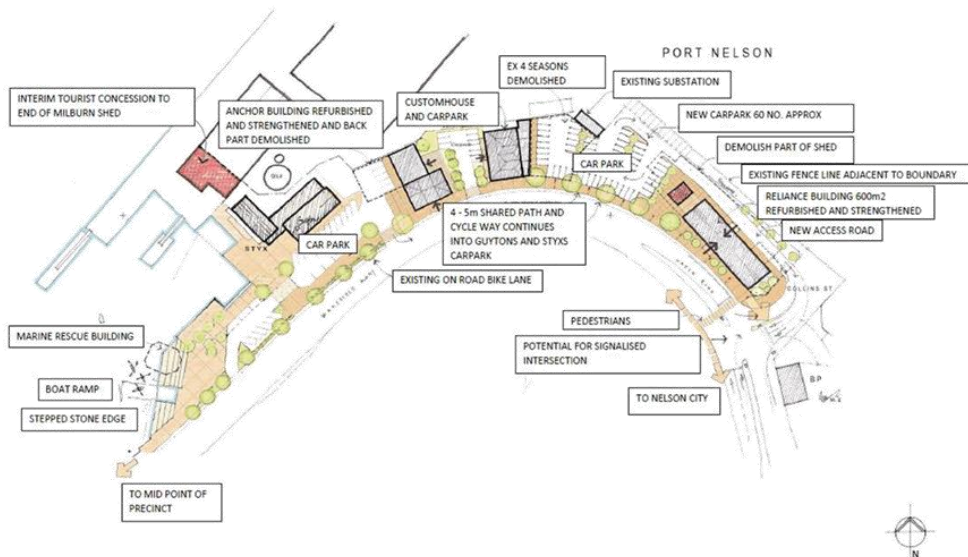 PORT NELSON
EX 4 SEASONS
DEMOLISHED
EXISTING SUBSTATION
INTERIM TOURIST CONCESSION TO
END OF MILBURN SHED
ANCHOR BUILDING REFURBISHED
AND STRENGTHENED AND BACK
PART DEMOLISHED
CUSTOMHOUSE
AND CARPARK
NEW CARPARK 60 NO. APPROX
DEMOLISH PART OF SHED
CAR PARK
EXISTING FENCE LINE ADJACENT TO BOUNDARY
RELIANCE BUILDING 600m2
REFURBISHED AND STRENGTHENED
4 - 5m SHARED PATH AND
CYCLE WAY CONTINUES
INTO GUYTONS AND STYXS
CARPARK
NEW ACCESS ROAD
STYX
CAR PARK
EXISTING ON ROAD BIKE LANE
COLLINS ST
WAKEFIELD QUAY
HAVEN ROAD
MARINE RESCUE BUILDING
PEDESTRIANS
POTENTIAL FOR SIGNALISED
INTERSECTION
BOAT RAMP
BP
TO NELSON CITY
STEPPED STONE EDGE
TO MID POINT OF
PRECINCT
N